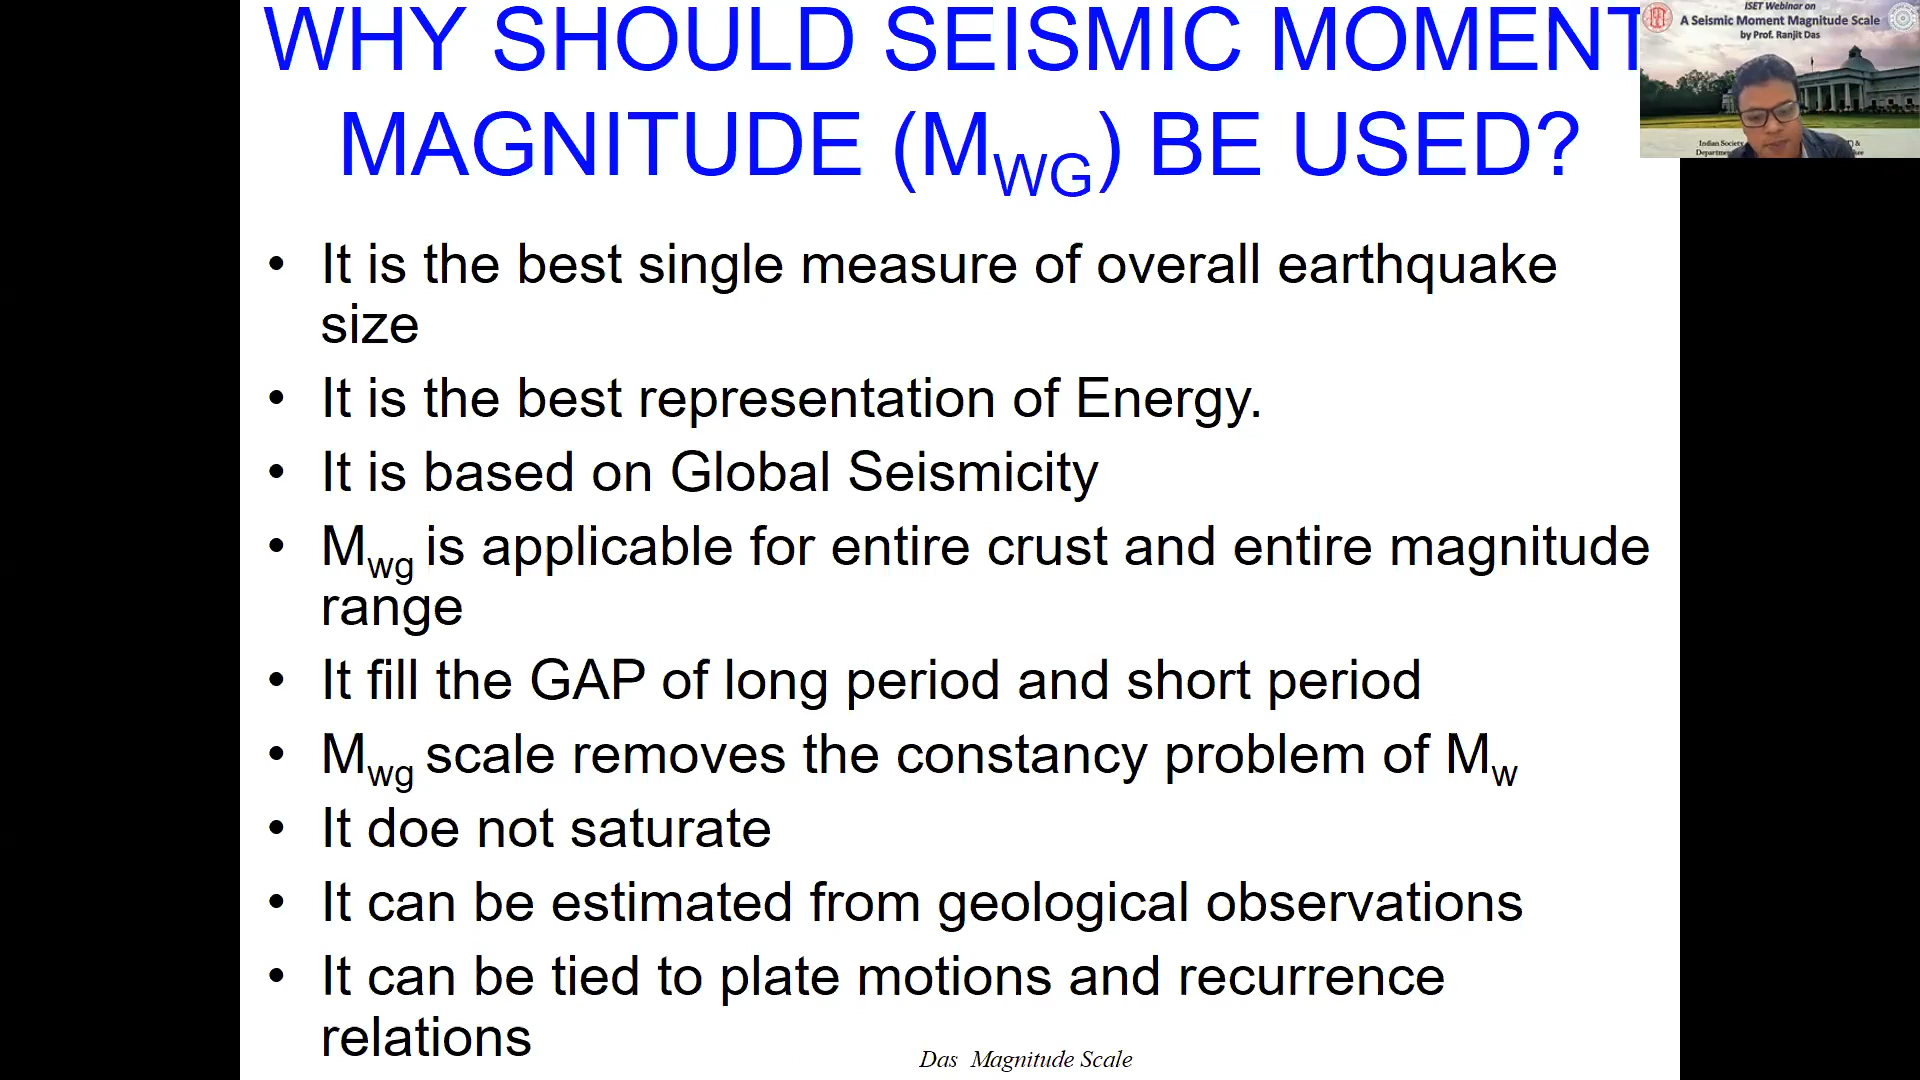 WHY SHOULD SEISMIC MOMENT
MAGNITUDE (MWG) BE USED?
• It is the best single measure of overall earthquake
size
• It is the best representation of Energy.
• It is based on Global Seismicity
• Mwg is applicable for entire crust and entire magnitude
range
• It fill the GAP of long period and short period
• Mwg scale removes the constancy problem of Mw
• It doe not saturate
• It can be estimated from geological observations
• It can be tied to plate motions and recurrence
relations
Das Magnitude Scale
ISET Webinar on
A Seismic Moment Magnitude Scale
by Prof. Ranjit Das
Indian Society